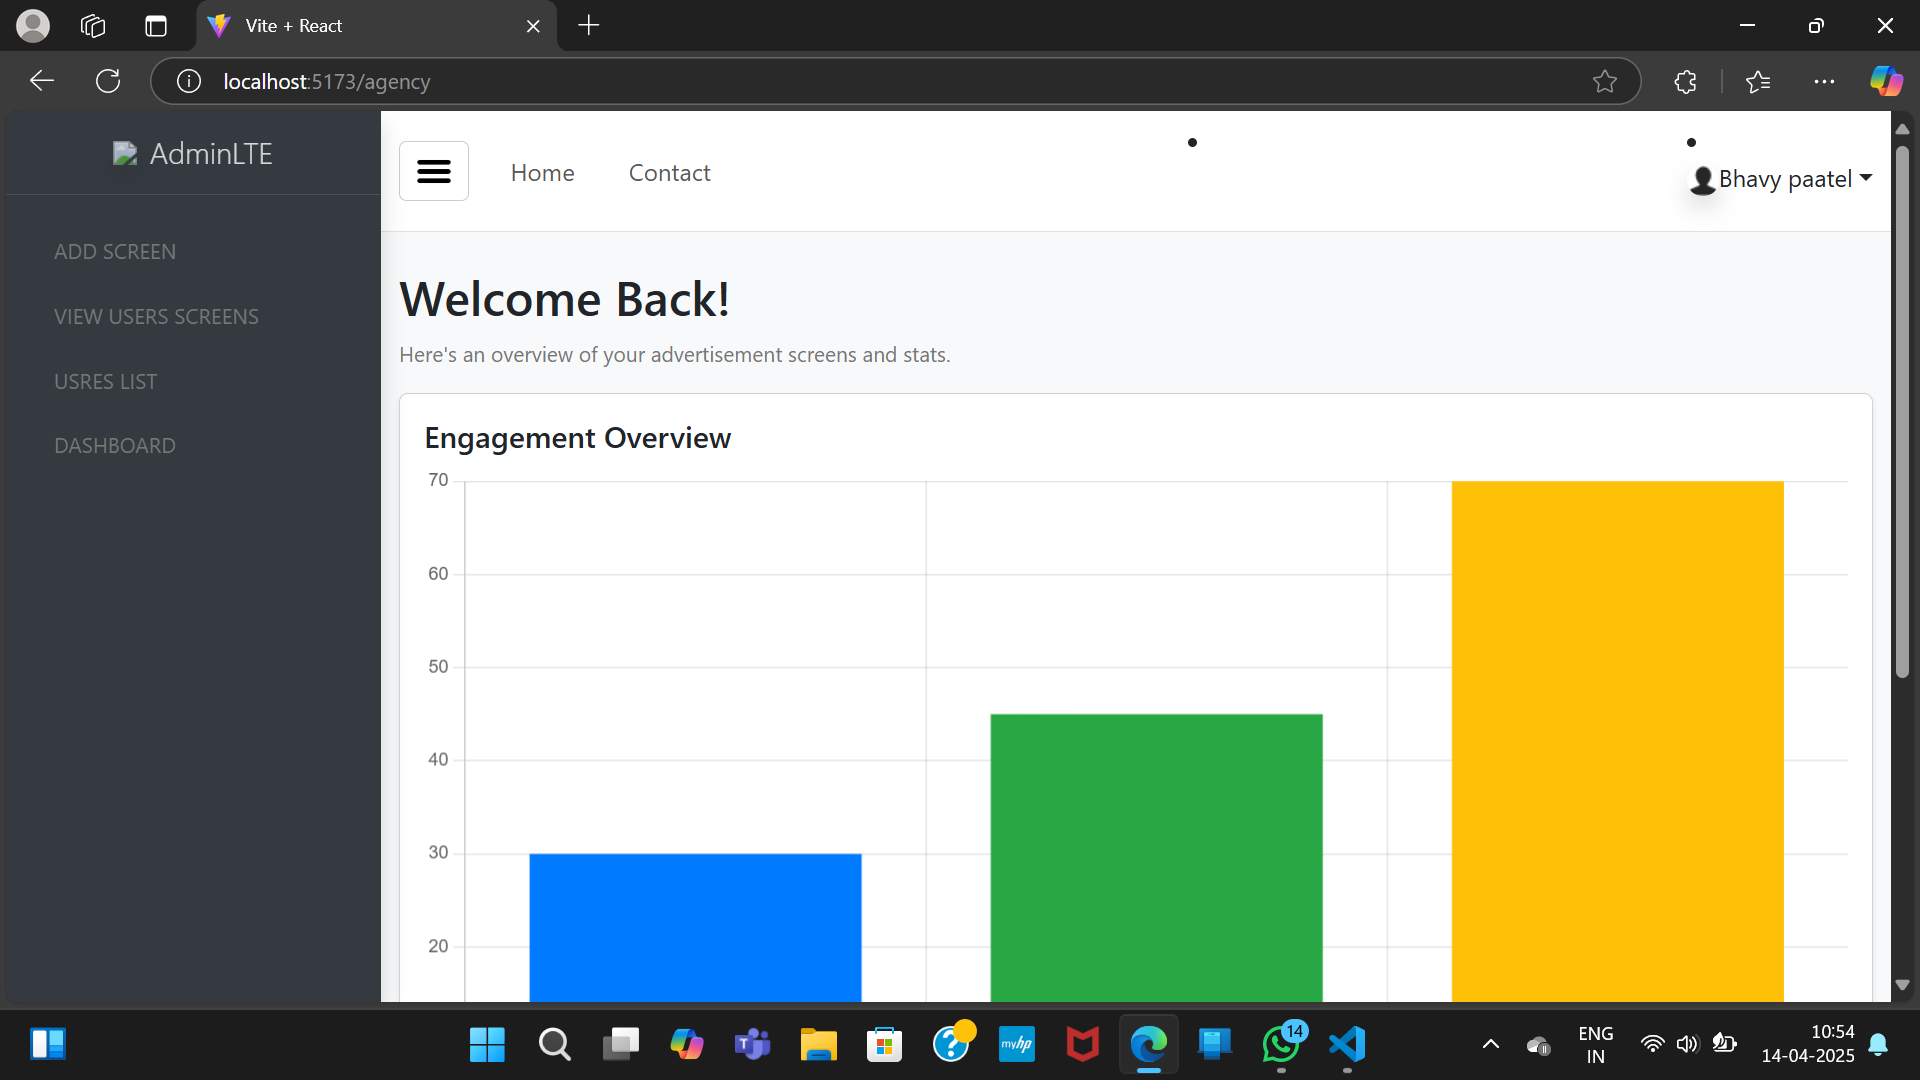 Vite + React
localhost:5173/agency
AdminLTE
Home
Contact
Bhavy paatel
ADD SCREEN
VIEW USERS SCREENS
USRES LIST
DASHBOARD
Welcome Back!
Here's an overview of your advertisement screens and stats.
Engagement Overview
70
60
50
40
30
20
T
?
myhp
14
ENG
IN
10:54
14-04-2025